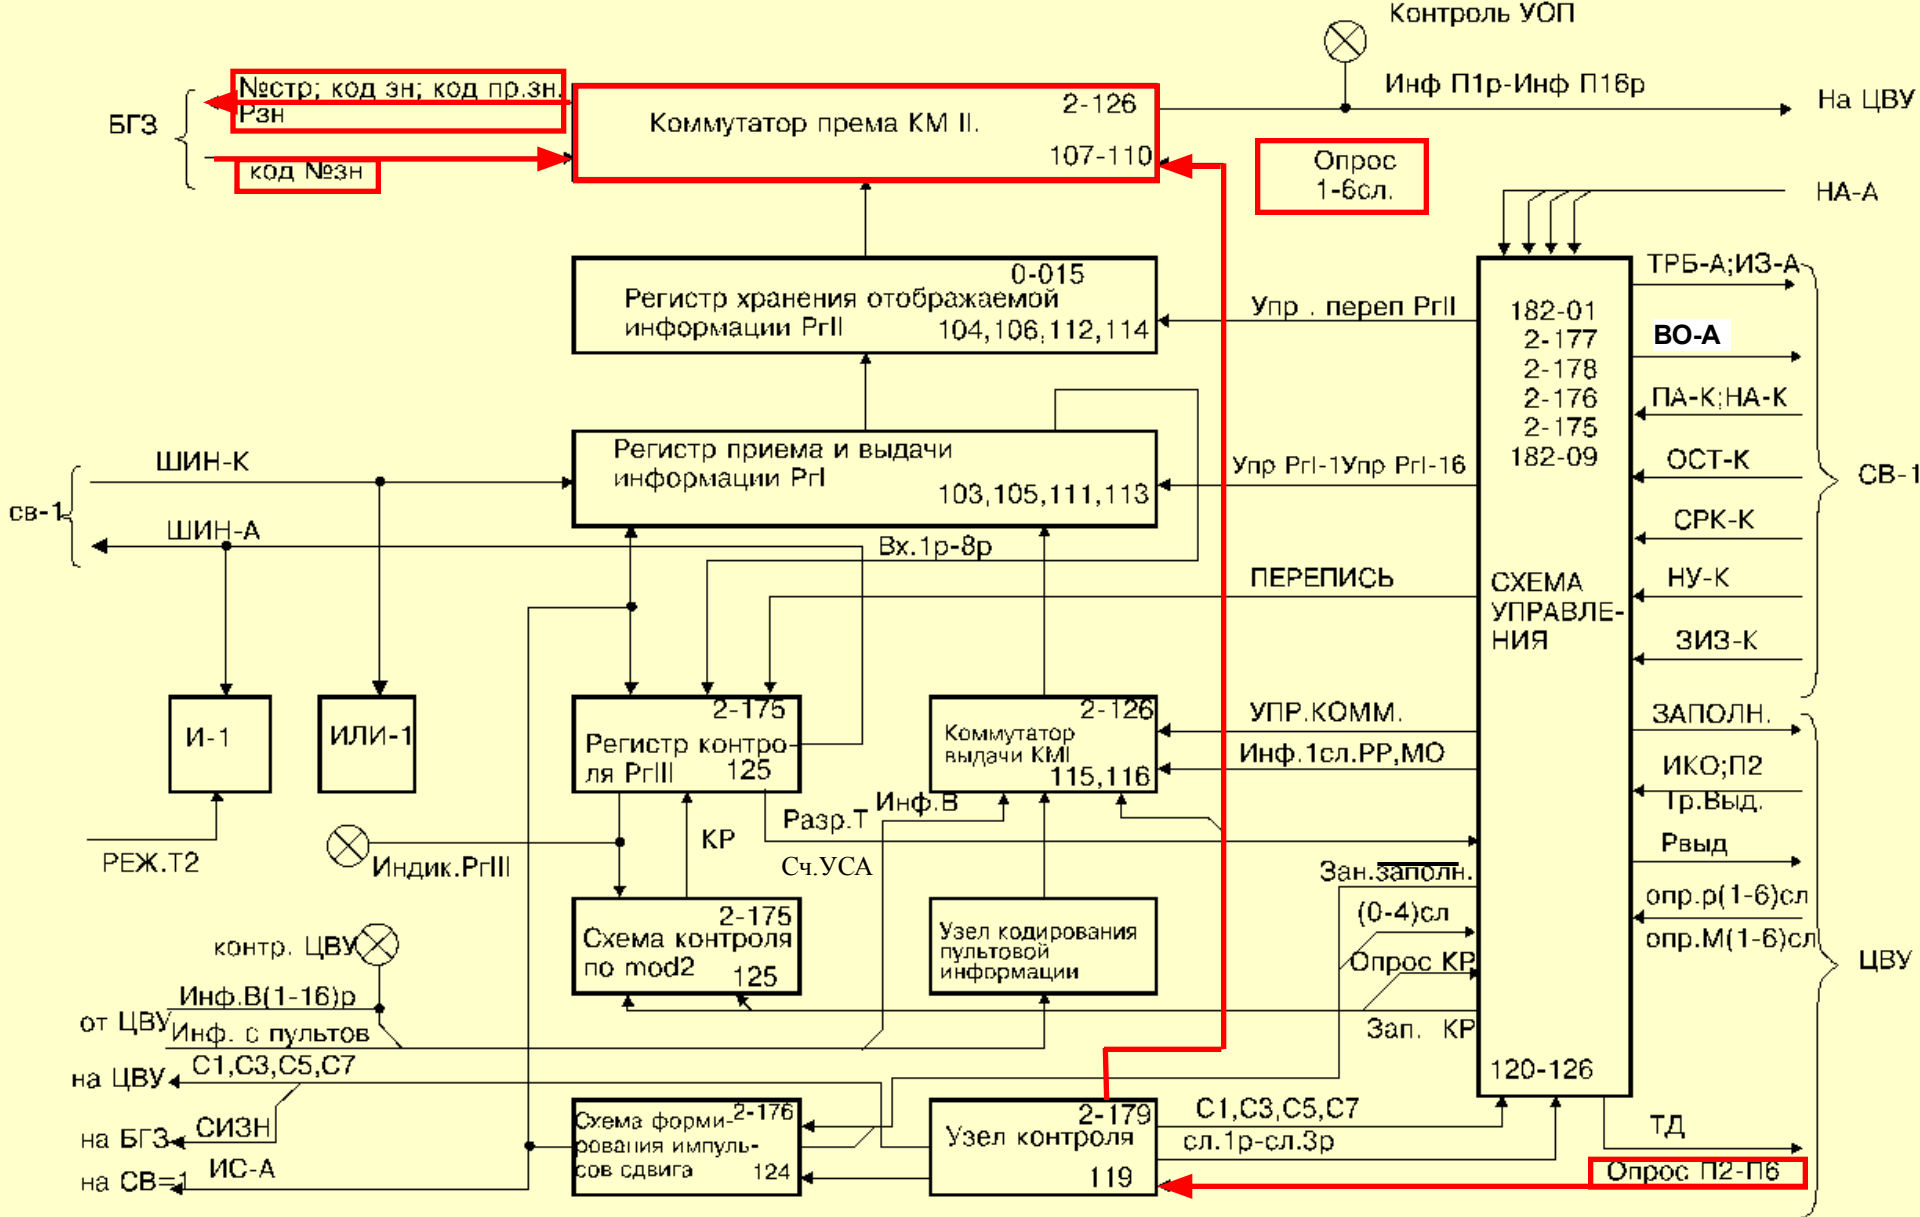 Контроль УОП
№стр; код зн; код пр.зн.
Рзн
БГЗ
код №зн
2-126
Коммутатор према КМ II.
107-110
Инф П1р-Инф П16р
На ЦВУ
Опрос
1-6сл.
НА-А
0-015
Регистр хранения отображаемой
информации РгII
104,106,112,114
Упр . переп РгII
182-01
2-177
2-178
2-176
2-175
182-09
ТРБ-А;ИЗ-А
ВО-А
ПА-К;НА-К
ОСТ-К
СРК-К
НУ-К
ЗИЗ-К
СВ-1
ШИН-К
св-1
ШИН-А
Регистр приема и выдачи
информации РгI
103,105,111,113
Упр РгI-1Упр РгI-16
Вх.1р-8р
ПЕРЕПИСЬ
СХЕМА
УПРАВЛЕ-
НИЯ
И-1
ИЛИ-1
2-175
Регистр контро-
ля РгIII
125
2-126
Коммутатор
выдачи КМI
115,116
УПР.КОММ.
Инф.1сл.РР,МО
ЗАПОЛН.
ИКО;П2
Тр.Выд.
Рвыд
опр.р(1-6)сл
опр.М(1-6)сл
ЦВУ
РЕЖ.Т2
Индик.РгIII
КР
Разр.Т
Инф.В
Сч.УСА
Зан.заполн.
(0-4)сл
Опрос КР
Зап. КР
контр. ЦВУ
2-175
Схема контроля
по mod2
125
Узел кодирования
пультовой
информации
Инф.В(1-16)р
от ЦВУ
Инф. с пультов
на ЦВУ
С1,С3,С5,С7
на БГЗ
СИЗН
на СВ=1
ИС-А
2-176
Схема форми-
рования импуль-
сов сдвига
124
2-179
Узел контроля
119
С1,С3,С5,С7
сл.1р-сл.3р
120-126
ТД
Опрос П2-П6